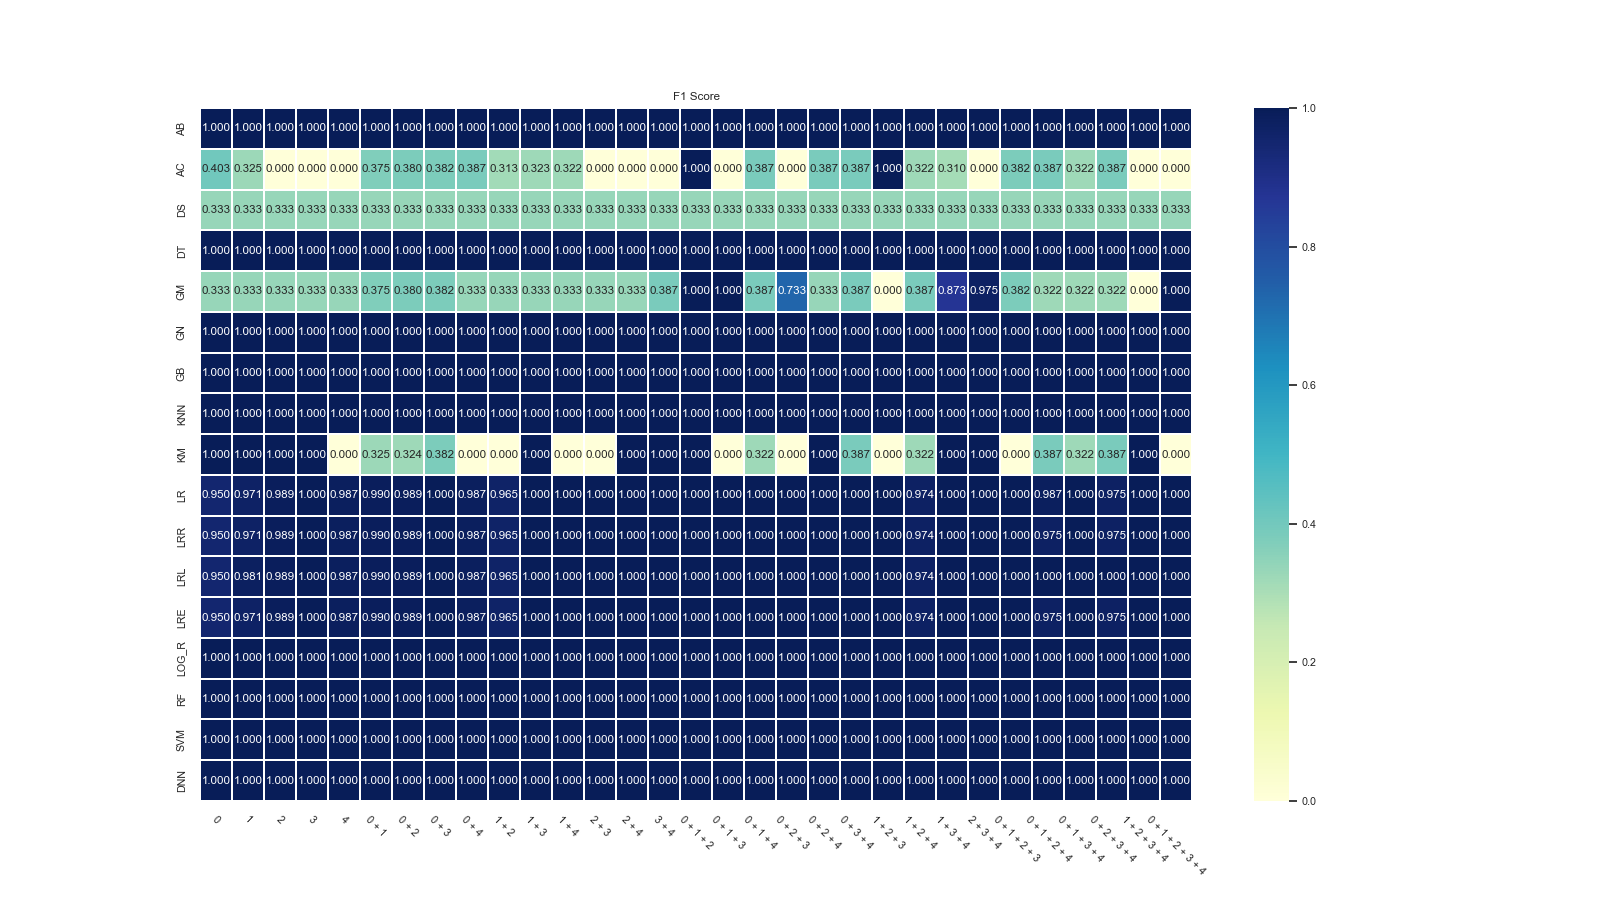 F1 Score
AB 1.000 1.000 1.000 1.000 1.000 1.000 1.000 1.000 1.000 1.000 1.000 1.000 1.000 1.000 1.000 1.000 1.000 1.000 1.000 1.000 1.000 1.000 1.000 1.000 1.000 1.000 1.000 1.000 1.000 1.000 1.000
AC 0.403 0.325 0.000 0.000 0.000 0.375 0.380 0.382 0.387 0.313 0.323 0.322 0.000 0.000 0.000 1.000 0.000 0.387 0.000 0.387 0.387 1.000 0.322 0.310 0.000 0.382 0.387 0.322 0.387 0.000 0.000
DS 0.333 0.333 0.333 0.333 0.333 0.333 0.333 0.333 0.333 0.333 0.333 0.333 0.333 0.333 0.333 0.333 0.333 0.333 0.333 0.333 0.333 0.333 0.333 0.333 0.333 0.333 0.333 0.333 0.333 0.333 0.333
DT 1.000 1.000 1.000 1.000 1.000 1.000 1.000 1.000 1.000 1.000 1.000 1.000 1.000 1.000 1.000 1.000 1.000 1.000 1.000 1.000 1.000 1.000 1.000 1.000 1.000 1.000 1.000 1.000 1.000 1.000 1.000
GM 0.333 0.333 0.333 0.333 0.333 0.375 0.380 0.382 0.333 0.333 0.333 0.333 0.333 0.333 0.387 1.000 1.000 0.387 0.733 0.333 0.387 0.000 0.387 0.873 0.975 0.382 0.322 0.322 0.322 0.000 1.000
GN 1.000 1.000 1.000 1.000 1.000 1.000 1.000 1.000 1.000 1.000 1.000 1.000 1.000 1.000 1.000 1.000 1.000 1.000 1.000 1.000 1.000 1.000 1.000 1.000 1.000 1.000 1.000 1.000 1.000 1.000 1.000
GB 1.000 1.000 1.000 1.000 1.000 1.000 1.000 1.000 1.000 1.000 1.000 1.000 1.000 1.000 1.000 1.000 1.000 1.000 1.000 1.000 1.000 1.000 1.000 1.000 1.000 1.000 1.000 1.000 1.000 1.000 1.000
KNN 1.000 1.000 1.000 1.000 1.000 1.000 1.000 1.000 1.000 1.000 1.000 1.000 1.000 1.000 1.000 1.000 1.000 1.000 1.000 1.000 1.000 1.000 1.000 1.000 1.000 1.000 1.000 1.000 1.000 1.000 1.000
KM 1.000 1.000 1.000 1.000 0.000 0.325 0.324 0.382 0.000 0.000 1.000 0.000 0.000 1.000 1.000 1.000 0.000 0.322 0.000 1.000 0.387 0.000 0.322 1.000 1.000 0.000 0.387 0.322 0.387 1.000 0.000
LR 0.950 0.971 0.989 1.000 0.987 0.990 0.989 1.000 0.987 0.965 1.000 1.000 1.000 1.000 1.000 1.000 1.000 1.000 1.000 1.000 1.000 1.000 0.974 1.000 1.000 1.000 0.987 1.000 0.975 1.000 1.000
LRR 0.950 0.971 0.989 1.000 0.987 0.990 0.989 1.000 0.987 0.965 1.000 1.000 1.000 1.000 1.000 1.000 1.000 1.000 1.000 1.000 1.000 1.000 0.974 1.000 1.000 1.000 0.975 1.000 0.975 1.000 1.000
LRL 0.950 0.981 0.989 1.000 0.987 0.990 0.989 1.000 0.987 0.965 1.000 1.000 1.000 1.000 1.000 1.000 1.000 1.000 1.000 1.000 1.000 1.000 0.974 1.000 1.000 1.000 1.000 1.000 1.000 1.000 1.000
LRE 0.950 0.971 0.989 1.000 0.987 0.990 0.989 1.000 0.987 0.965 1.000 1.000 1.000 1.000 1.000 1.000 1.000 1.000 1.000 1.000 1.000 1.000 0.974 1.000 1.000 1.000 0.975 1.000 0.975 1.000 1.000
LOG_R 1.000 1.000 1.000 1.000 1.000 1.000 1.000 1.000 1.000 1.000 1.000 1.000 1.000 1.000 1.000 1.000 1.000 1.000 1.000 1.000 1.000 1.000 1.000 1.000 1.000 1.000 1.000 1.000 1.000 1.000 1.000
RF 1.000 1.000 1.000 1.000 1.000 1.000 1.000 1.000 1.000 1.000 1.000 1.000 1.000 1.000 1.000 1.000 1.000 1.000 1.000 1.000 1.000 1.000 1.000 1.000 1.000 1.000 1.000 1.000 1.000 1.000 1.000
SVM 1.000 1.000 1.000 1.000 1.000 1.000 1.000 1.000 1.000 1.000 1.000 1.000 1.000 1.000 1.000 1.000 1.000 1.000 1.000 1.000 1.000 1.000 1.000 1.000 1.000 1.000 1.000 1.000 1.000 1.000 1.000
DNN 1.000 1.000 1.000 1.000 1.000 1.000 1.000 1.000 1.000 1.000 1.000 1.000 1.000 1.000 1.000 1.000 1.000 1.000 1.000 1.000 1.000 1.000 1.000 1.000 1.000 1.000 1.000 1.000 1.000 1.000 1.000
0
1
2
3
4
0 + 1
0 + 2
0 + 3
0 + 4
1 + 2
1 + 3
1 + 4
2 + 3
2 + 4
3 + 4
0 + 1 + 2
0 + 1 + 3
0 + 1 + 4
0 + 2 + 3
0 + 2 + 4
0 + 3 + 4
1 + 2 + 3
1 + 2 + 4
1 + 3 + 4
2 + 3 + 4
0 + 1 + 2 + 3
0 + 1 + 2 + 4
0 + 1 + 3 + 4
0 + 2 + 3 + 4
1 + 2 + 3 + 4
0 + 1 + 2 + 3 + 4
1.0
0.8
0.6
0.4
0.2
0.0